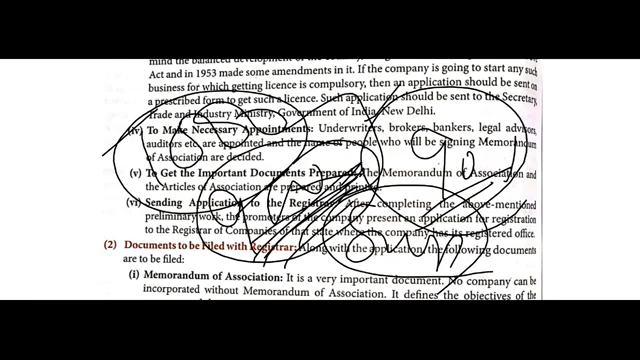 mind the balanced development of the
Act and in 1953 made some amendments in it. If the company is going to start any such
business for which getting licence is compulsory, then an application should be sent on
a prescribed form to get such a licence. Such application should be sent to the Secretary,
Trade and Industry Ministry, Government of India, New Delhi.
(iv) To Make Necessary Appointments: Underwriters, brokers, bankers, legal advisors,
auditors etc. are appointed and the name of people who will be signing Memorandum
of Association are decided.
(v) To Get the Important Documents Prepared: The Memorandum of Association and
the Articles of Association are prepared and printed.
(vi) Sending Application to the Registrar: After completing the above-mentioned
preliminary work, the promoters of the company present an application for registration
to the Registrar of Companies of that state where the company has its registered office.
(2) Documents to be Filed with Registrar: Along with the application, the following documents
are to be filed:
(i) Memorandum of Association: It is a very important document. No company can be
incorporated without Memorandum of Association. It defines the objectives of the